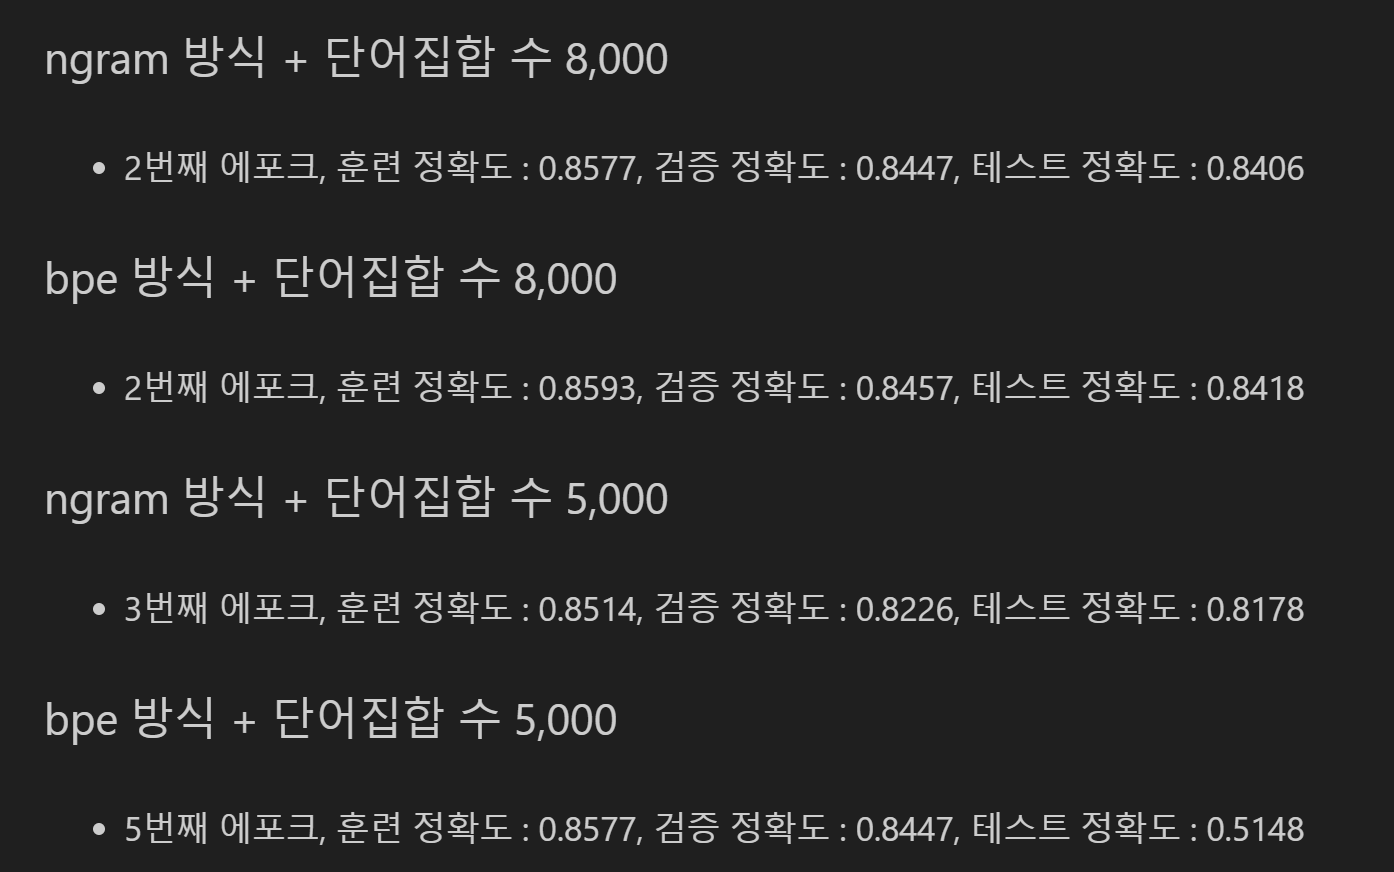 ngram 방식 + 단어집합 수 8,000
• 2번째 에포크, 훈련 정확도 : 0.8577, 검증 정확도 : 0.8447, 테스트 정확도 : 0.8406
bpe 방식 + 단어집합 수 8,000
• 2번째 에포크, 훈련 정확도 : 0.8593, 검증 정확도 : 0.8457, 테스트 정확도 : 0.8418
ngram 방식 + 단어집합 수 5,000
• 3번째 에포크, 훈련 정확도 : 0.8514, 검증 정확도 : 0.8226, 테스트 정확도 : 0.8178
bpe 방식 + 단어집합 수 5,000
• 5번째 에포크, 훈련 정확도 : 0.8577, 검증 정확도 : 0.8447, 테스트 정확도 : 0.5148